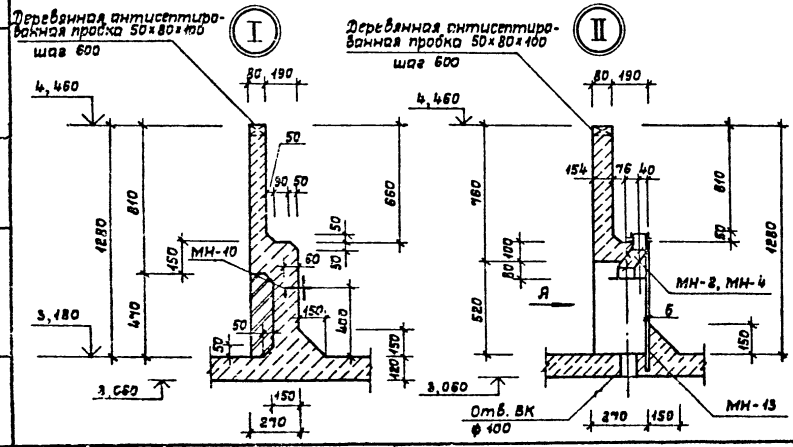 Деревянная антисептиро-
ванная пробка 50×80×100
шаг 600
I
Деревянная антисептиро-
ванная пробка 50×80×100
шаг 600
II
80 190
4,460
50
90 50
660
1280
810
150
МН-10
50
50
60
3,180
470
50
50
150
400
150
120
3,060
150
270
80 190
4,460
760
154 76 40
810
1280
60
100
80
МН-2, МН-4
520
Я
6
150
3,060
Отв. ВК
ф 100
270 150
МН-13